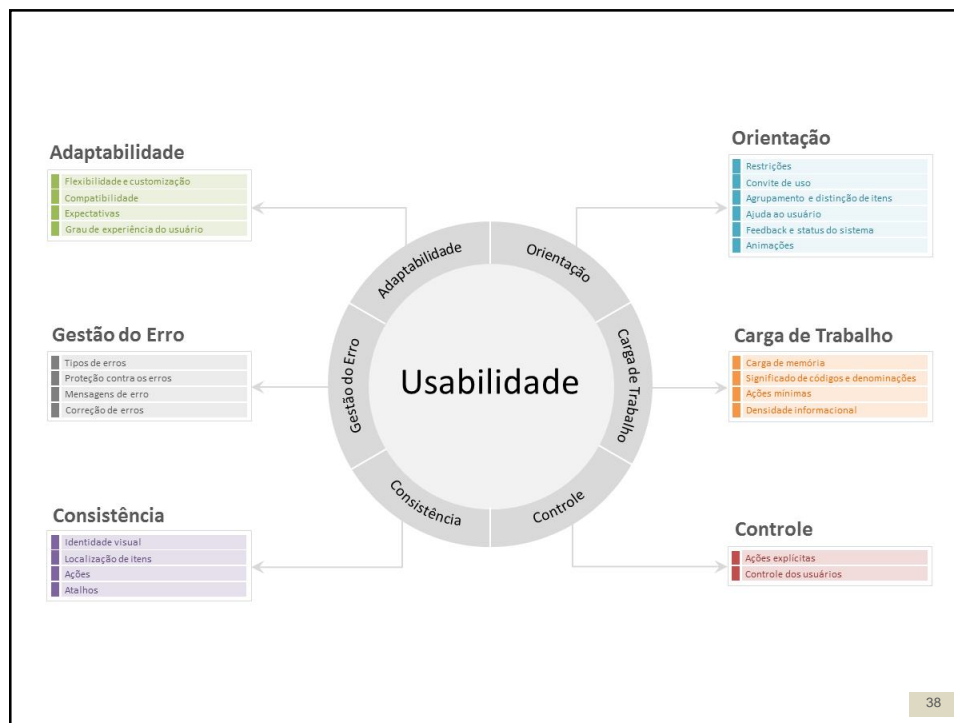 Adaptabilidade
Flexibilidade e customização
Compatibilidade
Expectativas
Grau de experiência do usuário
Gestão do Erro
Tipos de erros
Proteção contra os erros
Mensagens de erro
Correção de erros
Consistência
Identidade visual
Localização de itens
Ações
Atalhos
Usabilidade
Adaptabilidade
Orientação
Carga de Trabalho
Controle
Consistência
Gestão do Erro
Orientação
Restrições
Convite de uso
Agrupamento e distinção de itens
Ajuda ao usuário
Feedback e status do sistema
Animações
Carga de Trabalho
Carga de memória
Significado de códigos e denominações
Ações mínimas
Densidade informacional
Controle
Ações explícitas
Controle dos usuários
38